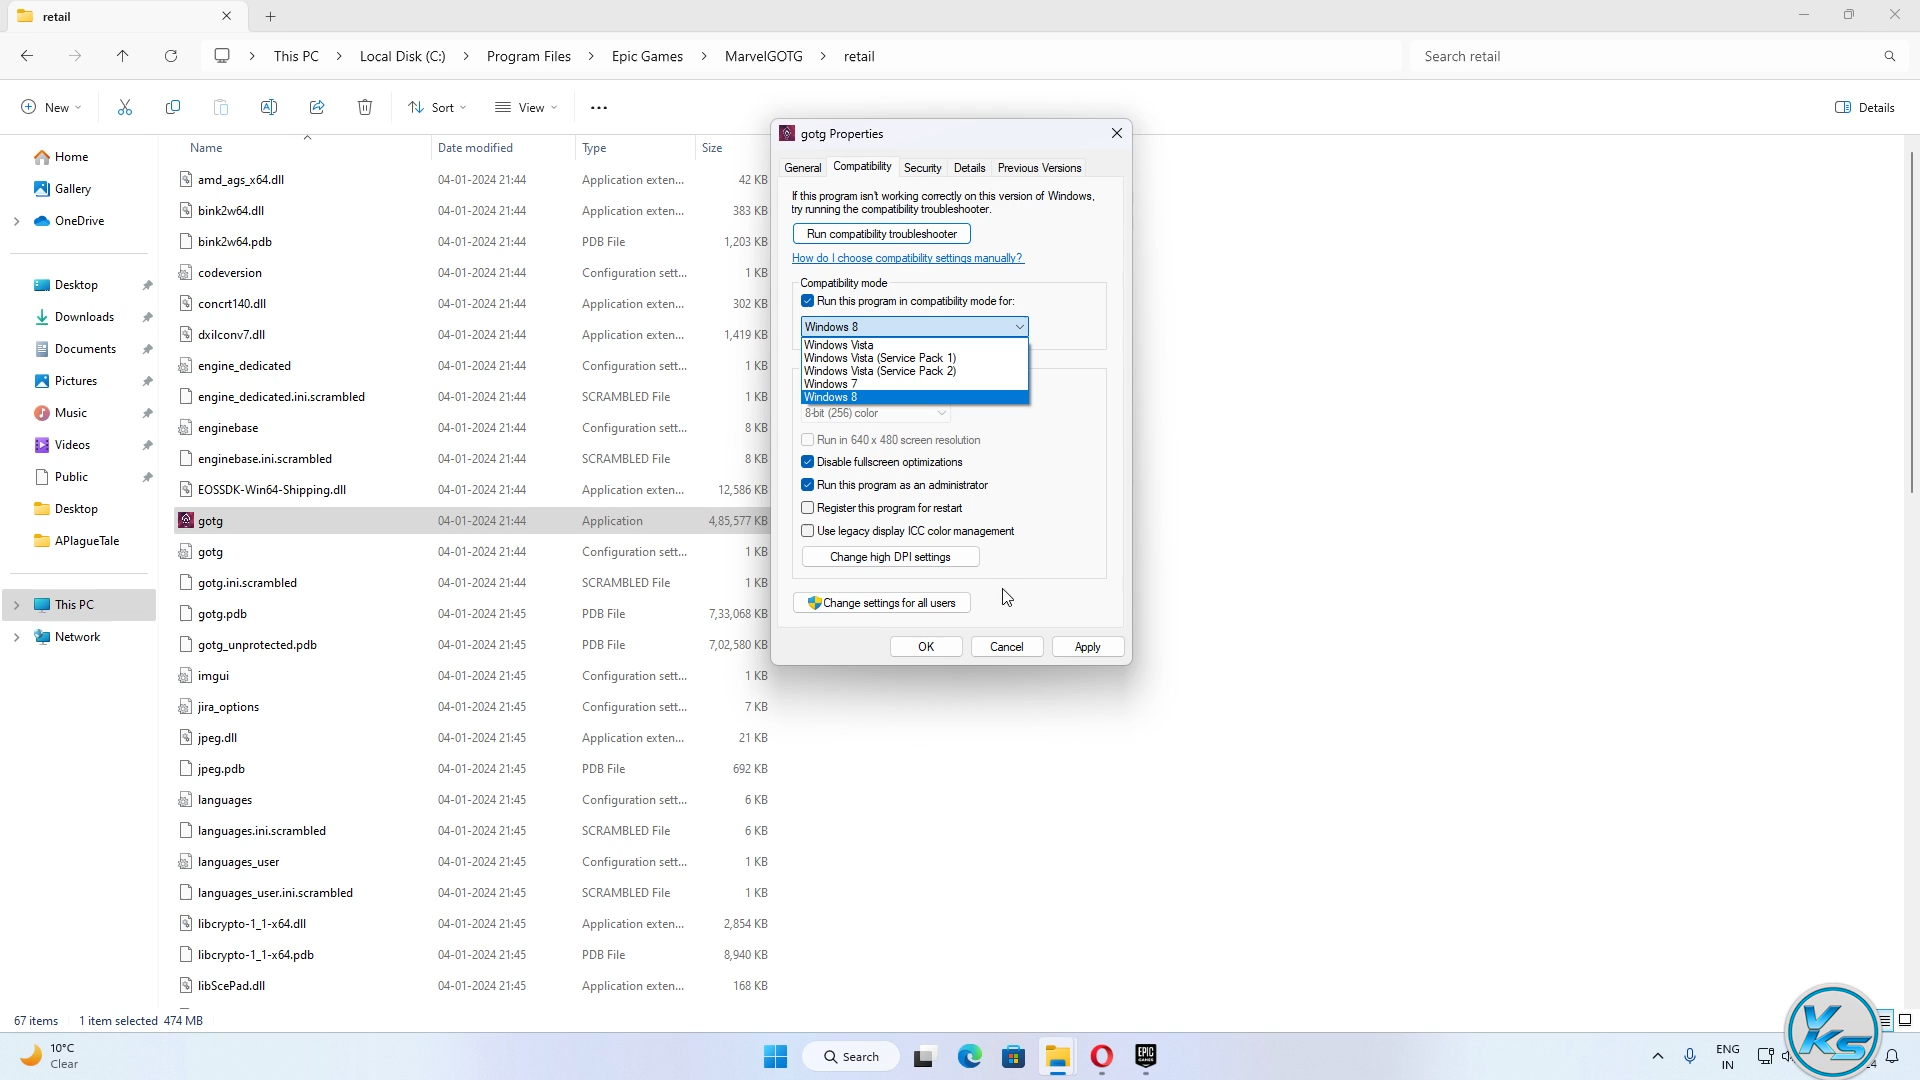 retail
This PC
Local Disk (C:)
Program Files
Epic Games
MarvelGOTG
retail
Search retail
New
Sort
View
Details
Home
Gallery
OneDrive
Desktop
Downloads
Documents
Pictures
Music
Videos
Public
Desktop
APlagueTale
This PC
Network
Name Date modified Type Size
amd_ags_x64.dll 04-01-2024 21:44 Application exten... 42 KB
bink2w64.dll 04-01-2024 21:44 Application exten... 383 KB
bink2w64.pdb 04-01-2024 21:44 PDB File 1,203 KB
codeversion 04-01-2024 21:44 Configuration sett... 1 KB
concrt140.dll 04-01-2024 21:44 Application exten... 302 KB
dxilconv7.dll 04-01-2024 21:44 Application exten... 1,419 KB
engine_dedicated 04-01-2024 21:44 Configuration sett... 1 KB
engine_dedicated.ini.scrambled 04-01-2024 21:44 SCRAMBLED File 1 KB
enginebase 04-01-2024 21:44 Configuration sett... 8 KB
enginebase.ini.scrambled 04-01-2024 21:44 SCRAMBLED File 8 KB
EOSSDK-Win64-Shipping.dll 04-01-2024 21:44 Application exten... 12,586 KB
gotg 04-01-2024 21:44 Application 4,85,577 KB
gotg 04-01-2024 21:44 Configuration sett... 1 KB
gotg.ini.scrambled 04-01-2024 21:44 SCRAMBLED File 1 KB
gotg.pdb 04-01-2024 21:45 PDB File 7,33,068 KB
gotg_unprotected.pdb 04-01-2024 21:45 PDB File 7,02,580 KB
imgui 04-01-2024 21:45 Configuration sett... 1 KB
jira_options 04-01-2024 21:45 Configuration sett... 7 KB
jpeg.dll 04-01-2024 21:45 Application exten... 21 KB
jpeg.pdb 04-01-2024 21:45 PDB File 692 KB
languages 04-01-2024 21:45 Configuration sett... 6 KB
languages.ini.scrambled 04-01-2024 21:45 SCRAMBLED File 6 KB
languages_user 04-01-2024 21:45 Configuration sett... 1 KB
languages_user.ini.scrambled 04-01-2024 21:45 SCRAMBLED File 1 KB
libcrypto-1_1-x64.dll 04-01-2024 21:45 Application exten... 2,854 KB
libcrypto-1_1-x64.pdb 04-01-2024 21:45 PDB File 8,940 KB
libScePad.dll 04-01-2024 21:45 Application exten... 168 KB
gotg Properties
General Compatibility Security Details Previous Versions
If this program isn't working correctly on this version of Windows,
try running the compatibility troubleshooter.
Run compatibility troubleshooter
How do I choose compatibility settings manually?
Compatibility mode
Run this program in compatibility mode for:
Windows 8
Windows Vista
Windows Vista (Service Pack 1)
Windows Vista (Service Pack 2)
Windows 7
Windows 8
8-bit (256) color
Run in 640 x 480 screen resolution
Disable fullscreen optimizations
Run this program as an administrator
Register this program for restart
Use legacy display ICC color management
Change high DPI settings
Change settings for all users
OK Cancel Apply
67 items 1 item selected 474 MB
10°C
Clear
Search
EPIC
GAMES
ENG
IN
YKS